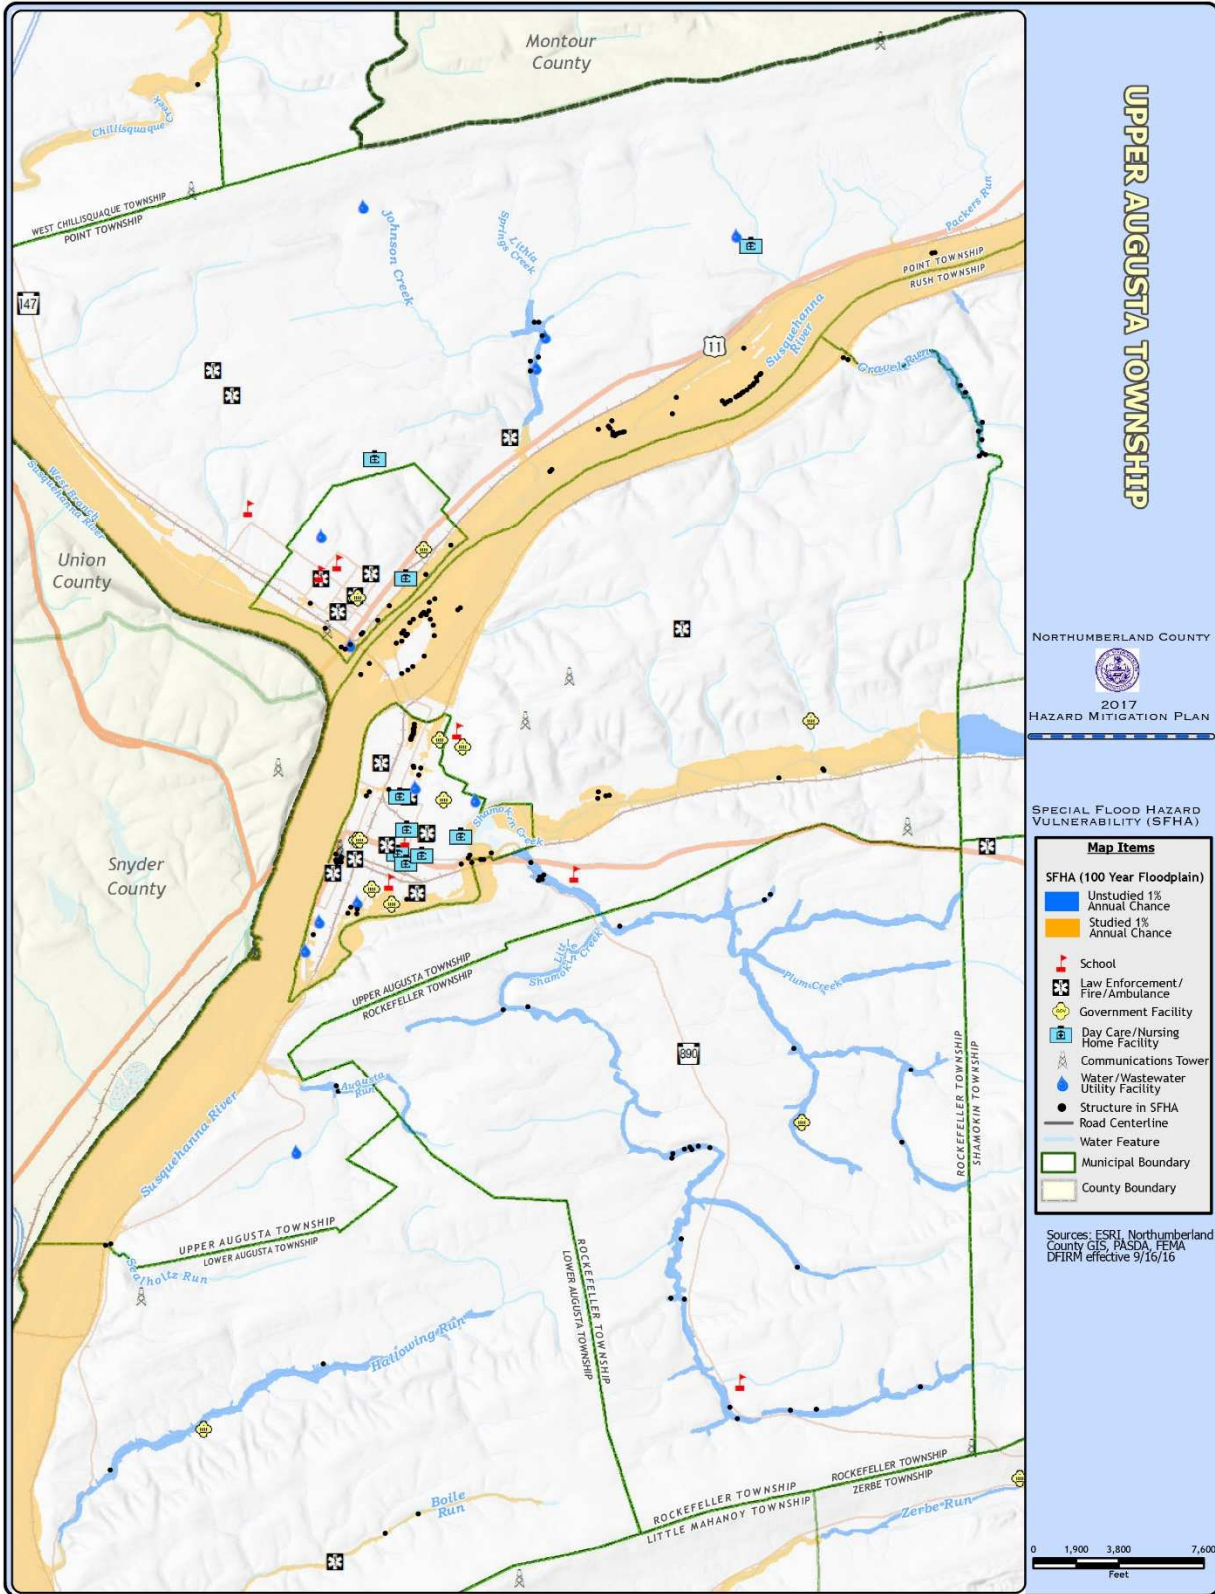 Montour
County
Chillisquaque
Creek
WEST CHILLISQUAQUE TOWNSHIP
POINT TOWNSHIP
147
Johnson Creek
Lithia
Springs Creek
Packers Run
POINT TOWNSHIP
RUSH TOWNSHIP
11
Susquehanna
River
Gravel Run
West Branch
Susquehanna River
Union
County
Snyder
County
Shamokin Creek
Little
Shamokin Creek
UPPER AUGUSTA TOWNSHIP
ROCKEFELLER TOWNSHIP
Plum Creek
890
ROCKEFELLER TOWNSHIP
SHAMOKIN TOWNSHIP
Augusta
Run
Susquehanna River
UPPER AUGUSTA TOWNSHIP
LOWER AUGUSTA TOWNSHIP
Sealholtz Run
Hallowing Run
ROCKEFELLER TOWNSHIP
LOWER AUGUSTA TOWNSHIP
Boile
Run
ROCKEFELLER TOWNSHIP
LITTLE MAHANOY TOWNSHIP
ROCKEFELLER TOWNSHIP
ZERBE TOWNSHIP
Zerbe Run
UPPER AUGUSTA TOWNSHIP
NORTHUMBERLAND COUNTY
2017
HAZARD MITIGATION PLAN
SPECIAL FLOOD HAZARD
VULNERABILITY (SFHA)
Map Items
SFHA (100 Year Floodplain)
Unstudied 1%
Annual Chance
Studied 1%
Annual Chance
School
Law Enforcement/
Fire/Ambulance
Government Facility
Day Care/Nursing
Home Facility
Communications Tower
Water/Wastewater
Utility Facility
Structure in SFHA
Road Centerline
Water Feature
Municipal Boundary
County Boundary
Sources: ESRI, Northumberland
County GIS, PASDA, FEMA
DFIRM effective 9/16/16
0 1,900 3,800 7,600
Feet